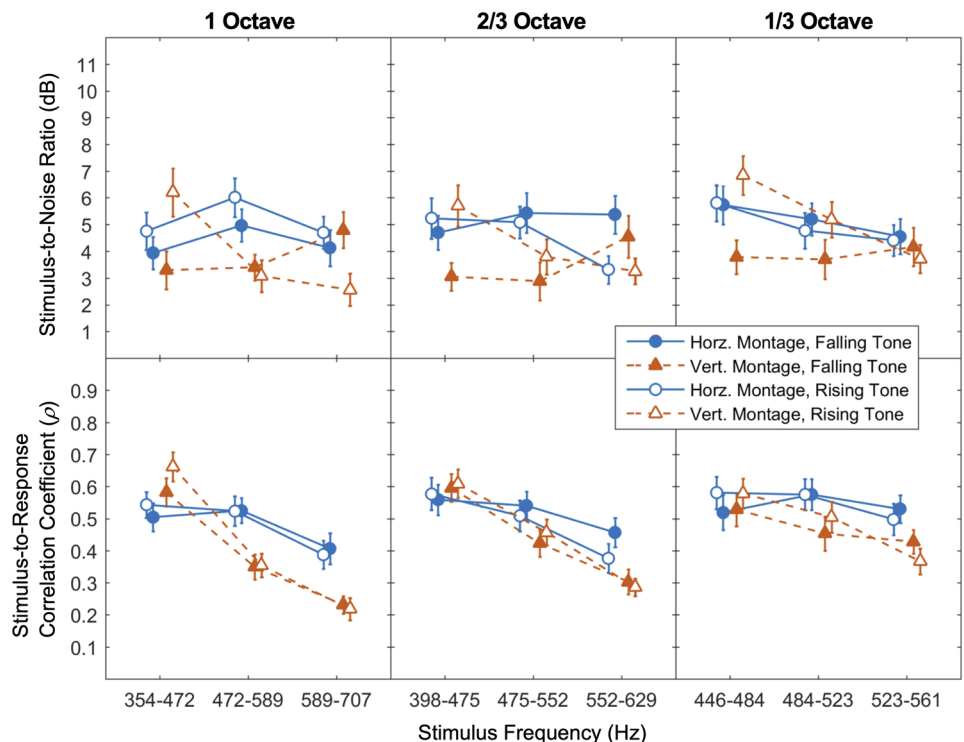 1 Octave
2/3 Octave
1/3 Octave
Stimulus-to-Noise Ratio (dB)
11
10
9
8
7
6
5
4
3
2
1
Horz. Montage, Falling Tone
Vert. Montage, Falling Tone
Horz. Montage, Rising Tone
Vert. Montage, Rising Tone
Stimulus-to-Response
Correlation Coefficient (ρ)
0.9
0.8
0.7
0.6
0.5
0.4
0.3
0.2
0.1
354-472 472-589 589-707
398-475 475-552 552-629
446-484 484-523 523-561
Stimulus Frequency (Hz)